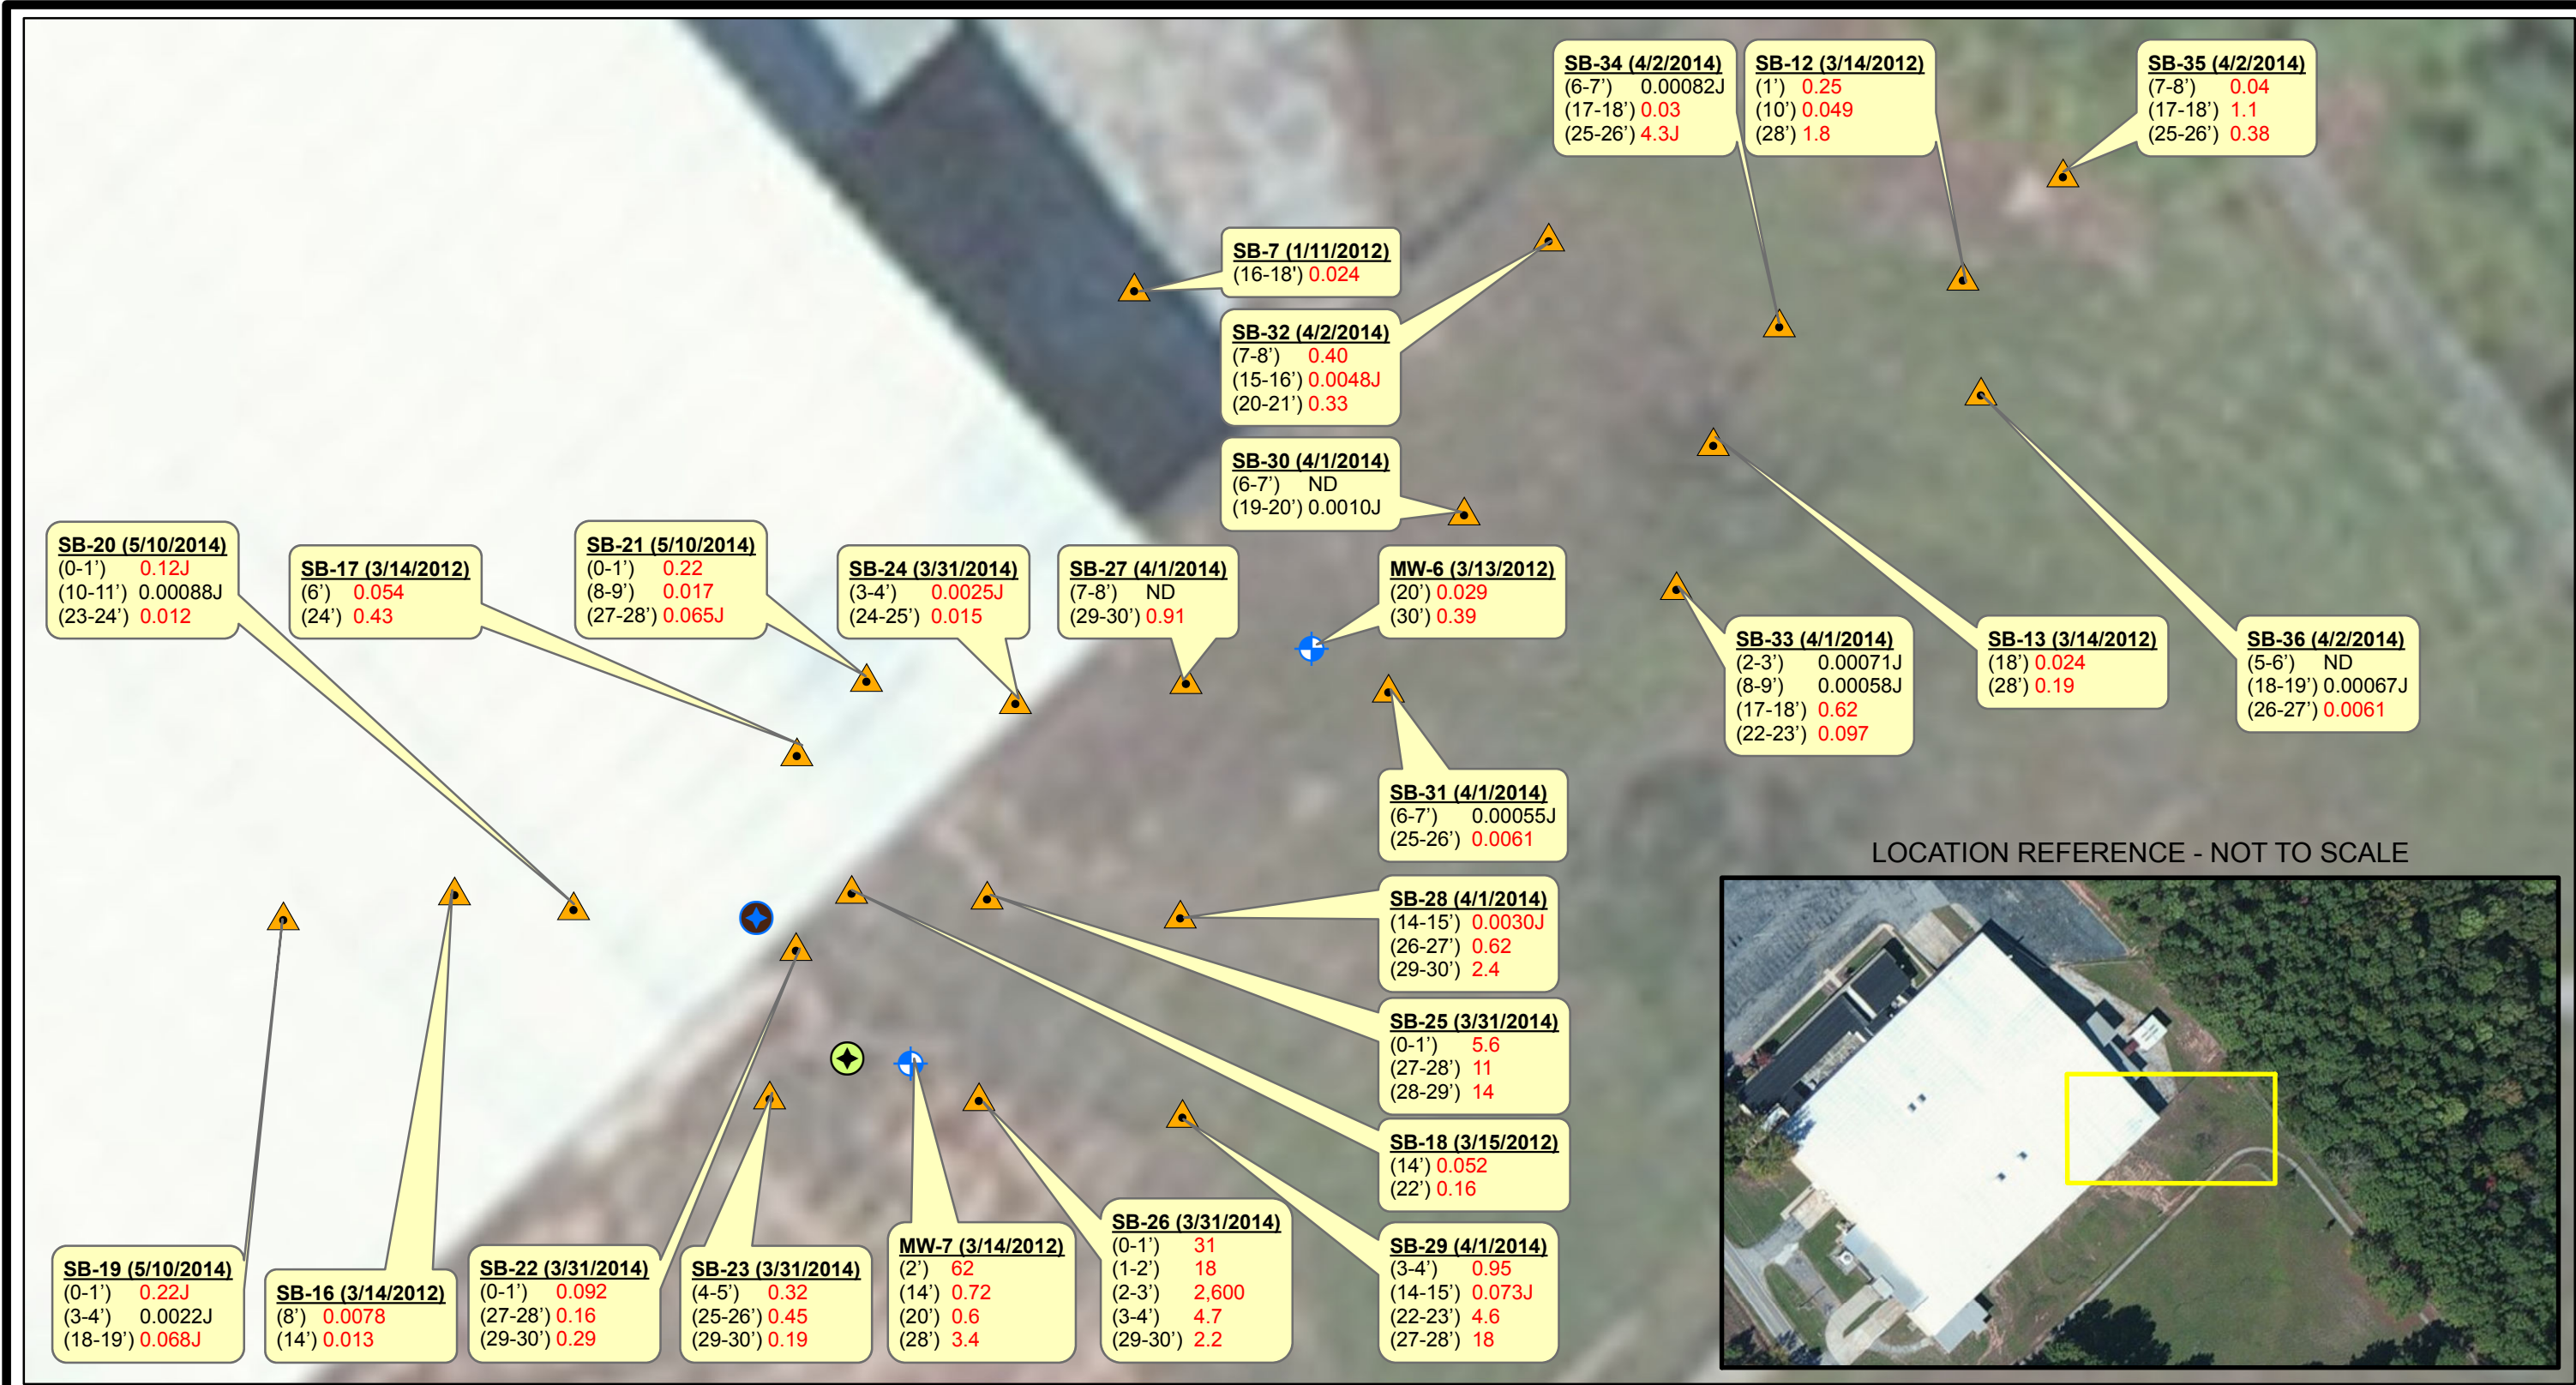 SB-34 (4/2/2014)
(6-7’) 0.00082J
(17-18’) 0.03
(25-26’) 4.3J
SB-12 (3/14/2012)
(1’) 0.25
(10’) 0.049
(28’) 1.8
SB-35 (4/2/2014)
(7-8’) 0.04
(17-18’) 1.1
(25-26’) 0.38
SB-7 (1/11/2012)
(16-18’) 0.024
SB-32 (4/2/2014)
(7-8’) 0.40
(15-16’) 0.0048J
(20-21’) 0.33
SB-30 (4/1/2014)
(6-7’) ND
(19-20’) 0.0010J
SB-20 (5/10/2014)
(0-1’) 0.12J
(10-11’) 0.00088J
(23-24’) 0.012
SB-17 (3/14/2012)
(6’) 0.054
(24’) 0.43
SB-21 (5/10/2014)
(0-1’) 0.22
(8-9’) 0.017
(27-28’) 0.065J
SB-24 (3/31/2014)
(3-4’) 0.0025J
(24-25’) 0.015
SB-27 (4/1/2014)
(7-8’) ND
(29-30’) 0.91
MW-6 (3/13/2012)
(20’) 0.029
(30’) 0.39
SB-33 (4/1/2014)
(2-3’) 0.00071J
(8-9’) 0.00058J
(17-18’) 0.62
(22-23’) 0.097
SB-13 (3/14/2012)
(18’) 0.024
(28’) 0.19
SB-36 (4/2/2014)
(5-6’) ND
(18-19’) 0.00067J
(26-27’) 0.0061
SB-31 (4/1/2014)
(6-7’) 0.00055J
(25-26’) 0.0061
LOCATION REFERENCE - NOT TO SCALE
SB-28 (4/1/2014)
(14-15’) 0.0030J
(26-27’) 0.62
(29-30’) 2.4
SB-25 (3/31/2014)
(0-1’) 5.6
(27-28’) 11
(28-29’) 14
SB-18 (3/15/2012)
(14’) 0.052
(22’) 0.16
SB-19 (5/10/2014)
(0-1’) 0.22J
(3-4’) 0.0022J
(18-19’) 0.068J
SB-16 (3/14/2012)
(8’) 0.0078
(14’) 0.013
SB-22 (3/31/2014)
(0-1’) 0.092
(27-28’) 0.16
(29-30’) 0.29
SB-23 (3/31/2014)
(4-5’) 0.32
(25-26’) 0.45
(29-30’) 0.19
MW-7 (3/14/2012)
(2’) 62
(14’) 0.72
(20’) 0.6
(28’) 3.4
SB-26 (3/31/2014)
(0-1’) 31
(1-2’) 18
(2-3’) 2,600
(3-4’) 4.7
(29-30’) 2.2
SB-29 (4/1/2014)
(3-4’) 0.95
(14-15’) 0.073J
(22-23’) 4.6
(27-28’) 18